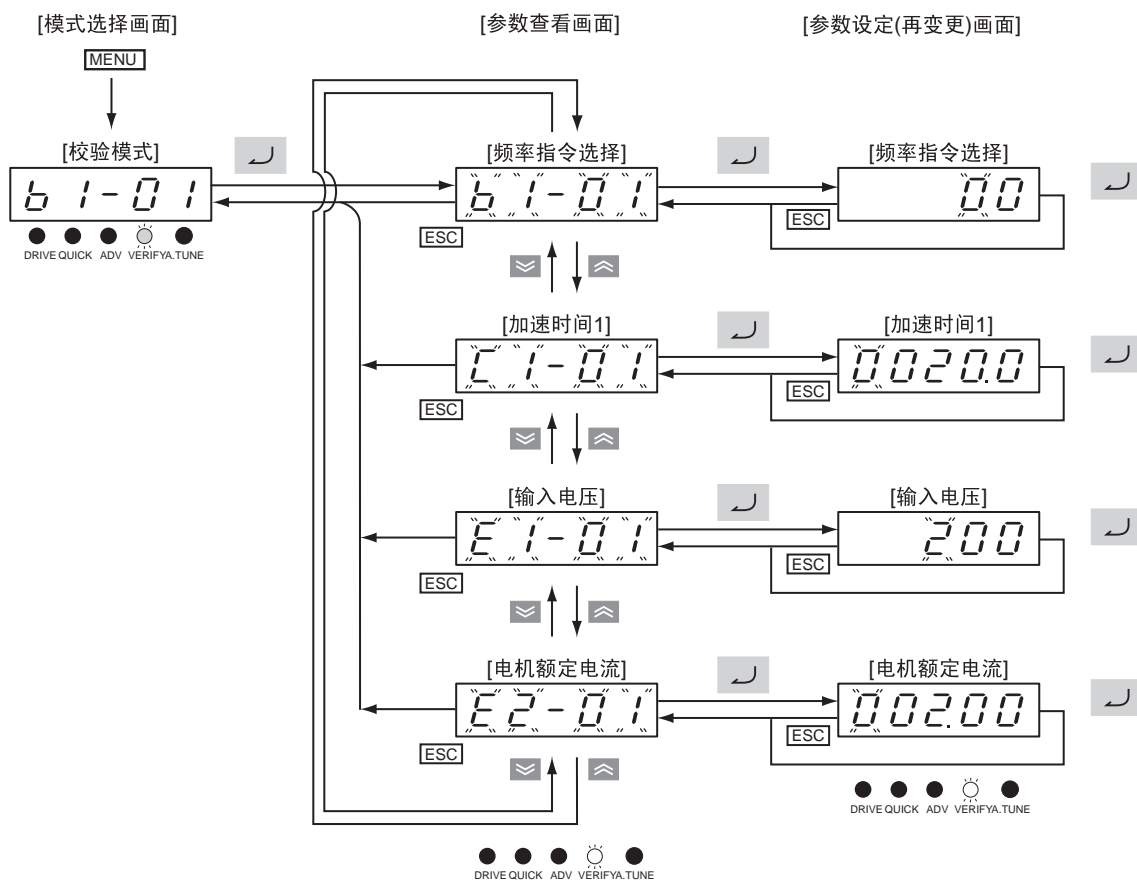 [模式选择画面]
[参数查看画面]
[参数设定(再变更)画面]
MENU
[校验模式]
[频率指令选择]
[频率指令选择]
b1-01
b1-01
00
ESC
ESC
DRIVE QUICK ADV VERIFY A.TUNE
[加速时间1]
[加速时间1]
C1-01
0020.0
ESC
ESC
[输入电压]
[输入电压]
E1-01
200
ESC
ESC
[电机额定电流]
[电机额定电流]
E2-01
002.00
ESC
ESC
DRIVE QUICK ADV VERIFY A.TUNE
DRIVE QUICK ADV VERIFY A.TUNE